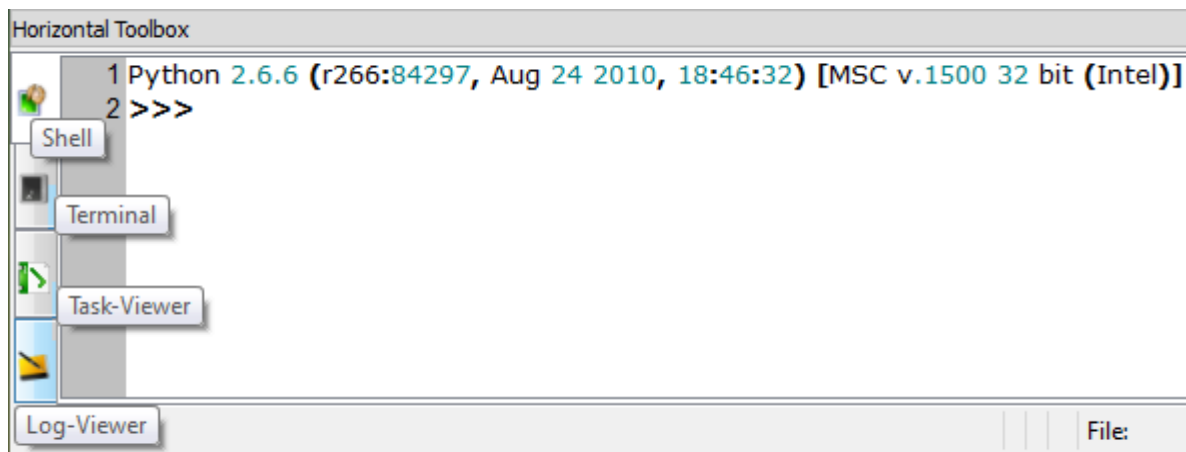 Horizontal Toolbox
1 Python 2.6.6 (r266:84297, Aug 24 2010, 18:46:32) [MSC v.1500 32 bit (Intel)]
2 >>>
Shell
Terminal
Task-Viewer
Log-Viewer
File: